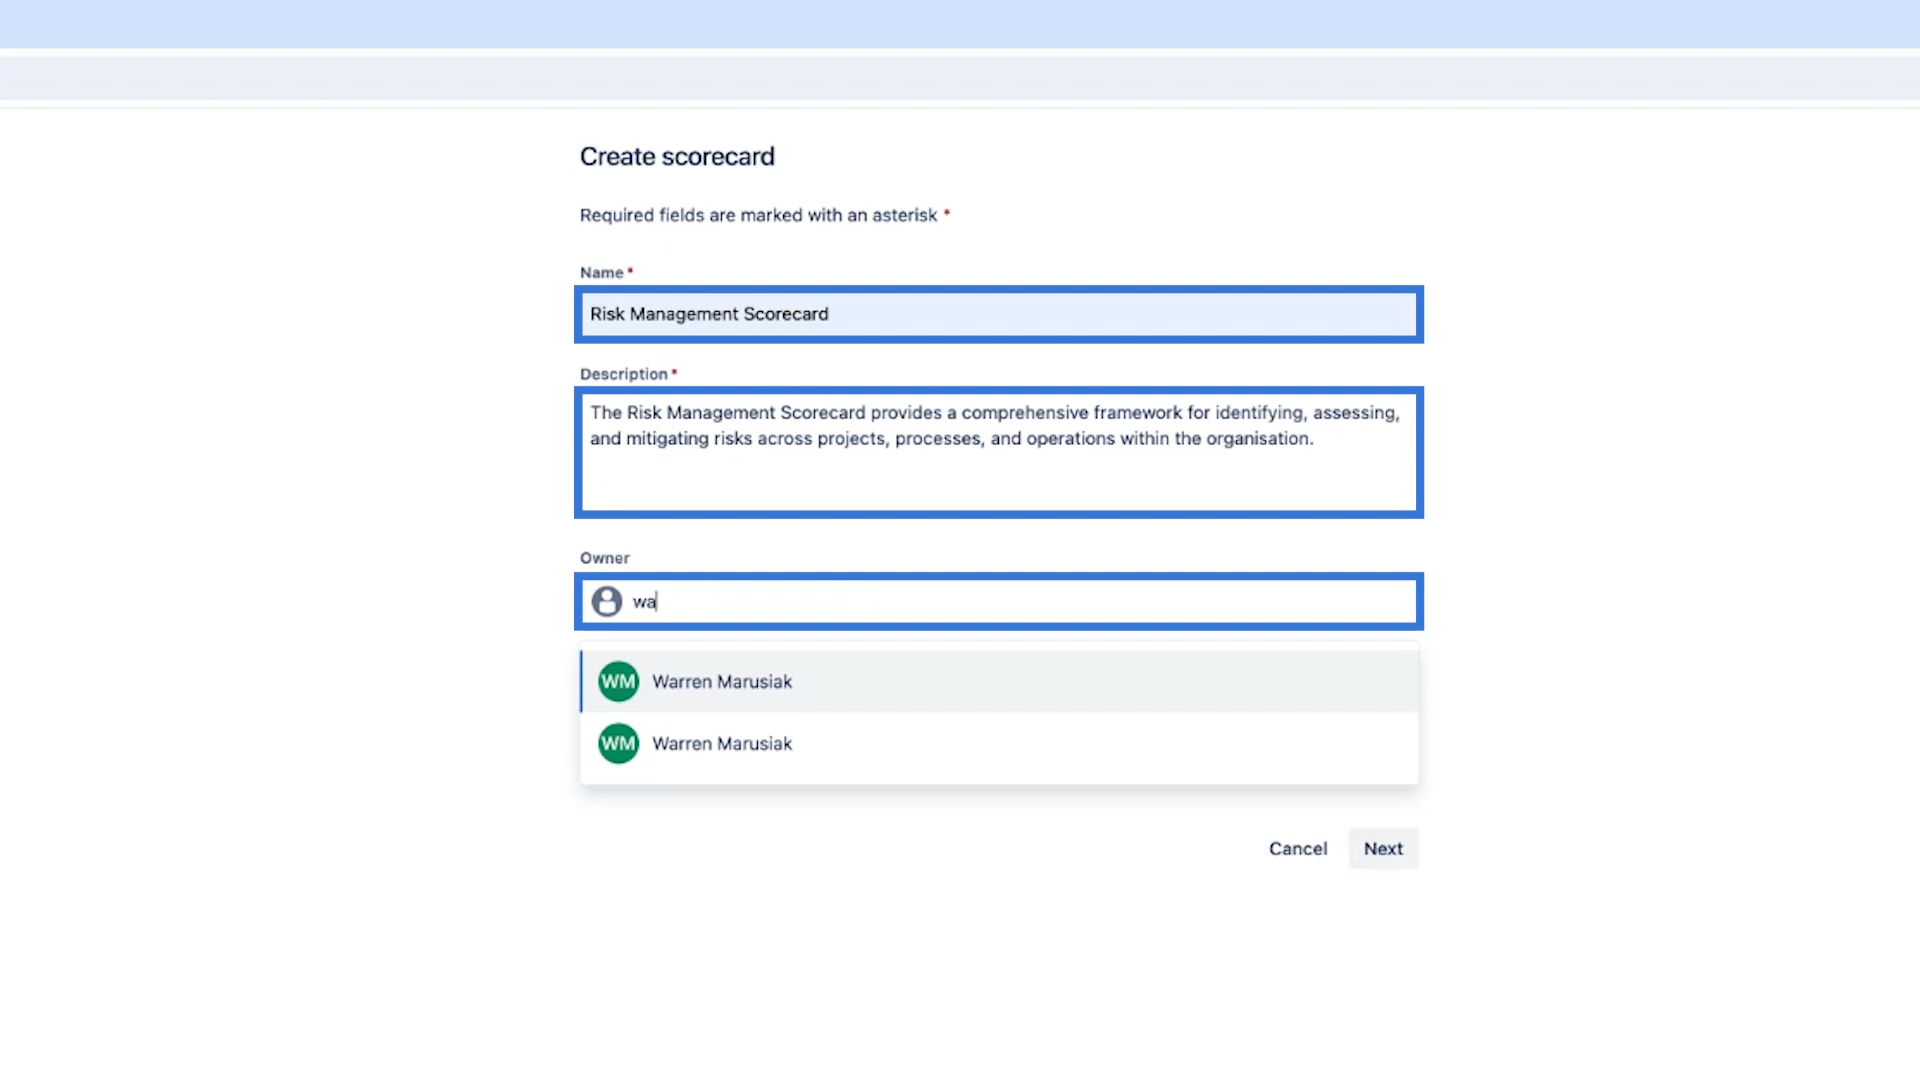 Create scorecard
Required fields are marked with an asterisk *
Name *
Risk Management Scorecard
Description *
The Risk Management Scorecard provides a comprehensive framework for identifying, assessing,
and mitigating risks across projects, processes, and operations within the organisation.
Owner
wa
WM Warren Marusiak
WM Warren Marusiak
Cancel Next